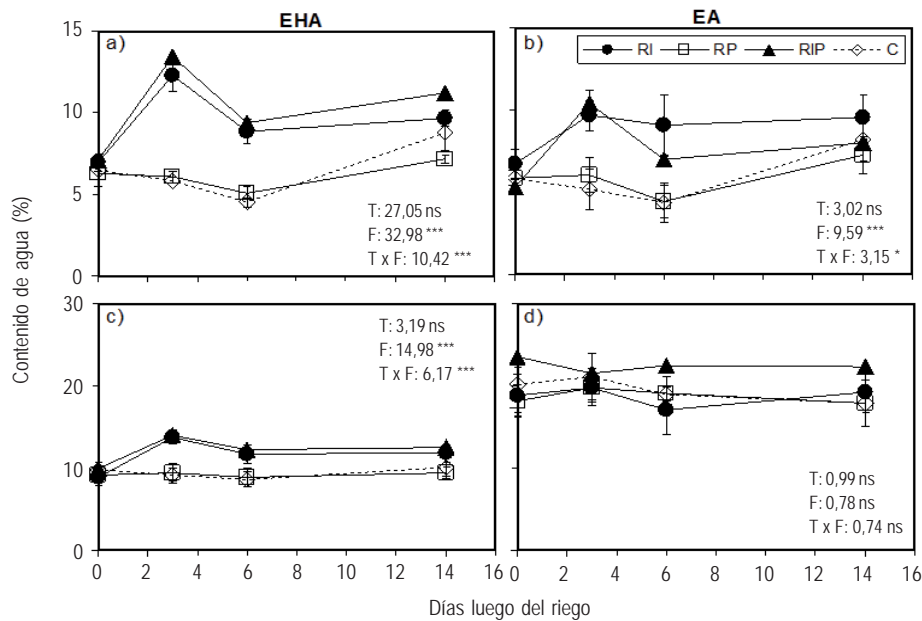 EHA
EA
15
10
5
0
a)
T: 27,05 ns
F: 32,98 ***
T x F: 10,42 ***
b)
RI RP RIP C
T: 3,02 ns
F: 9,59 ***
T x F: 3,15 *
Contenido de agua (%)
30
20
10
0
c)
T: 3,19 ns
F: 14,98 ***
T x F: 6,17 ***
d)
T: 0,99 ns
F: 0,78 ns
T x F: 0,74 ns
0 2 4 6 8 10 12 14 16
0 2 4 6 8 10 12 14 16
Días luego del riego